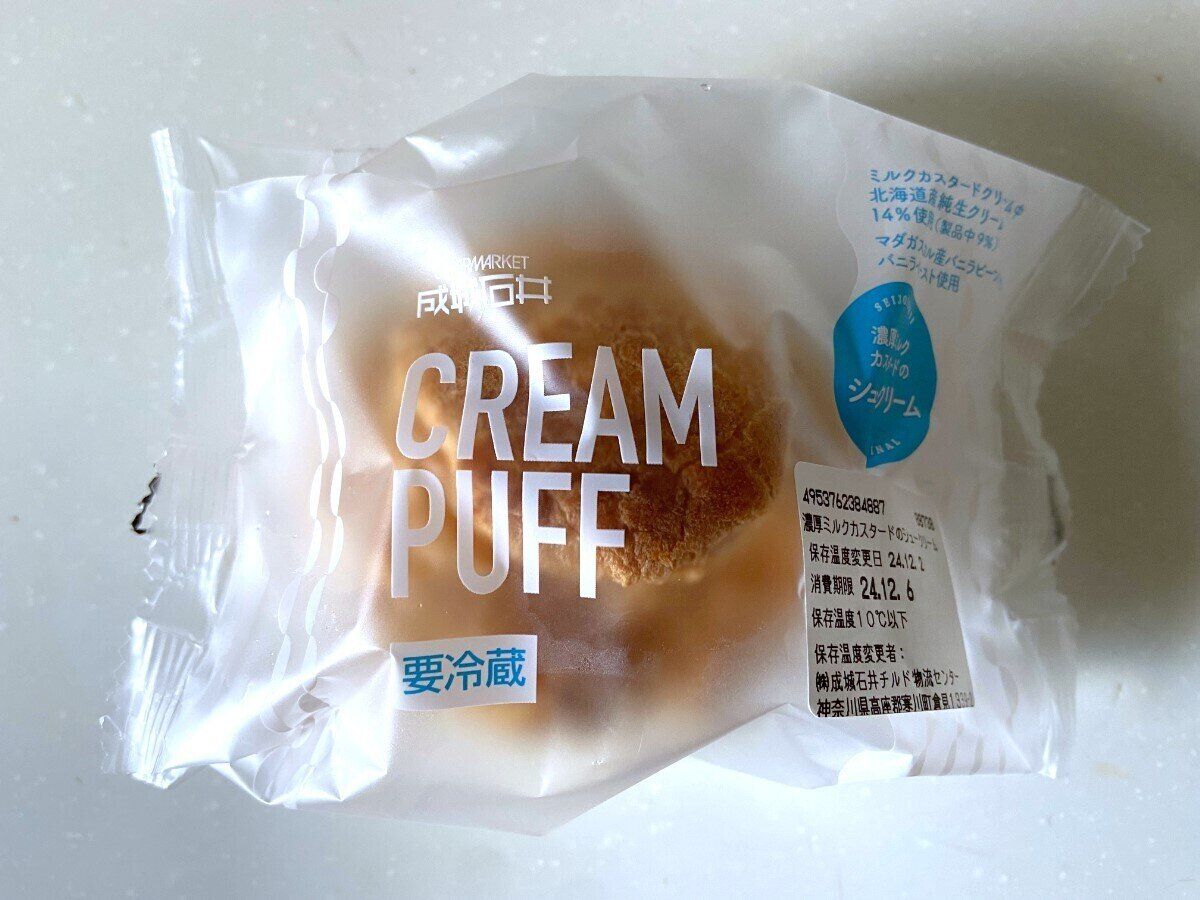 MARKET
成城石井
CREAM
PUFF
要冷蔵
ミルクカスタードクリーム中
北海道産純生クリーム
14%使用(製品中9%)
マダガスカル産バニラビーンズ
バニラペースト使用
濃厚ミルク
カスタードの
シュークリーム
4953762384887
濃厚ミルクカスタードのシュークリーム
保存温度変更日 24.12.2
消費期限 24.12.6
保存温度10℃以下
保存温度変更者:
㈱成城石井チルド物流センター
神奈川県高座郡寒川町倉見